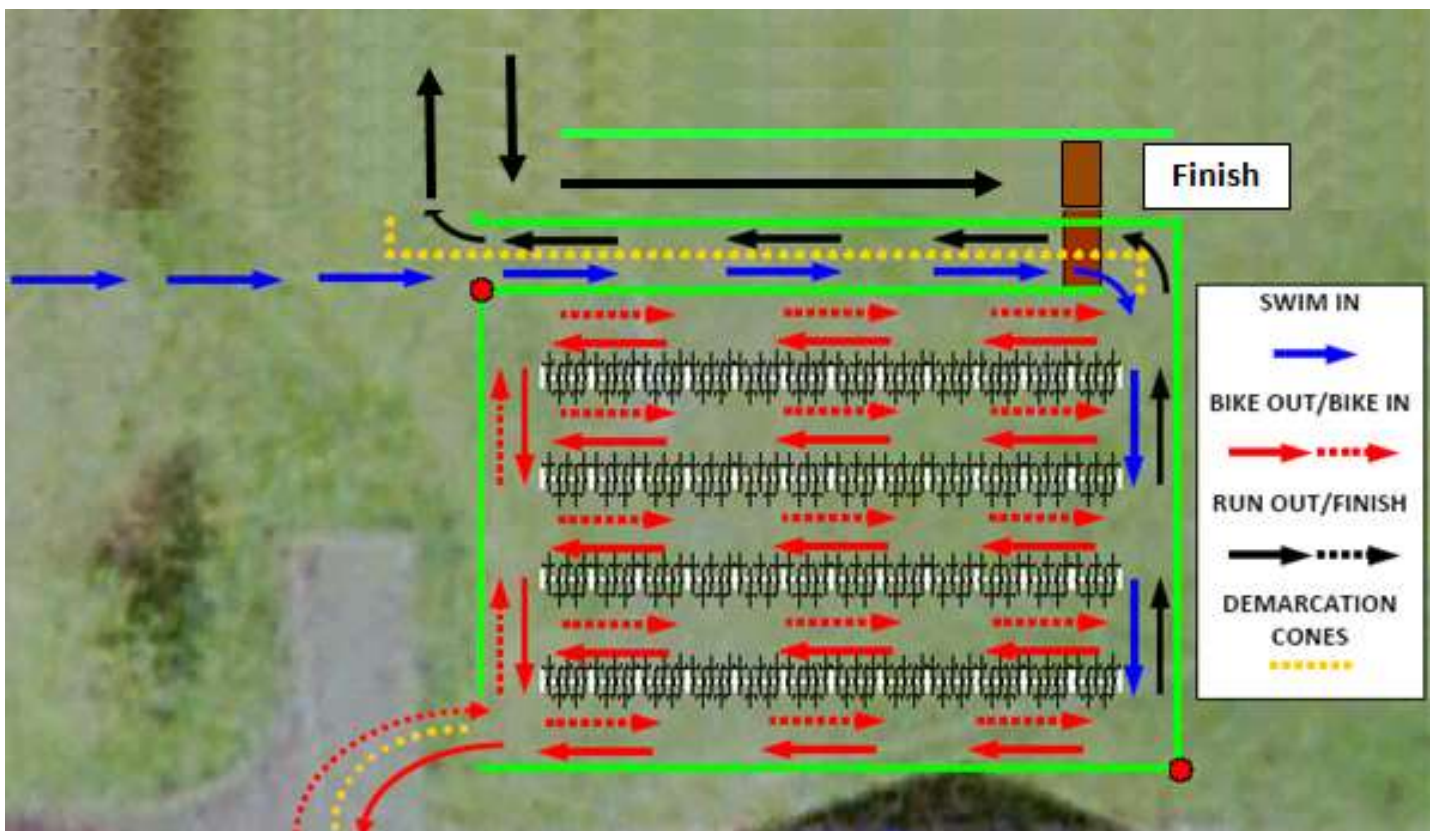 Finish
SWIM IN
BIKE OUT/BIKE IN
RUN OUT/FINISH
DEMARCATION
CONES